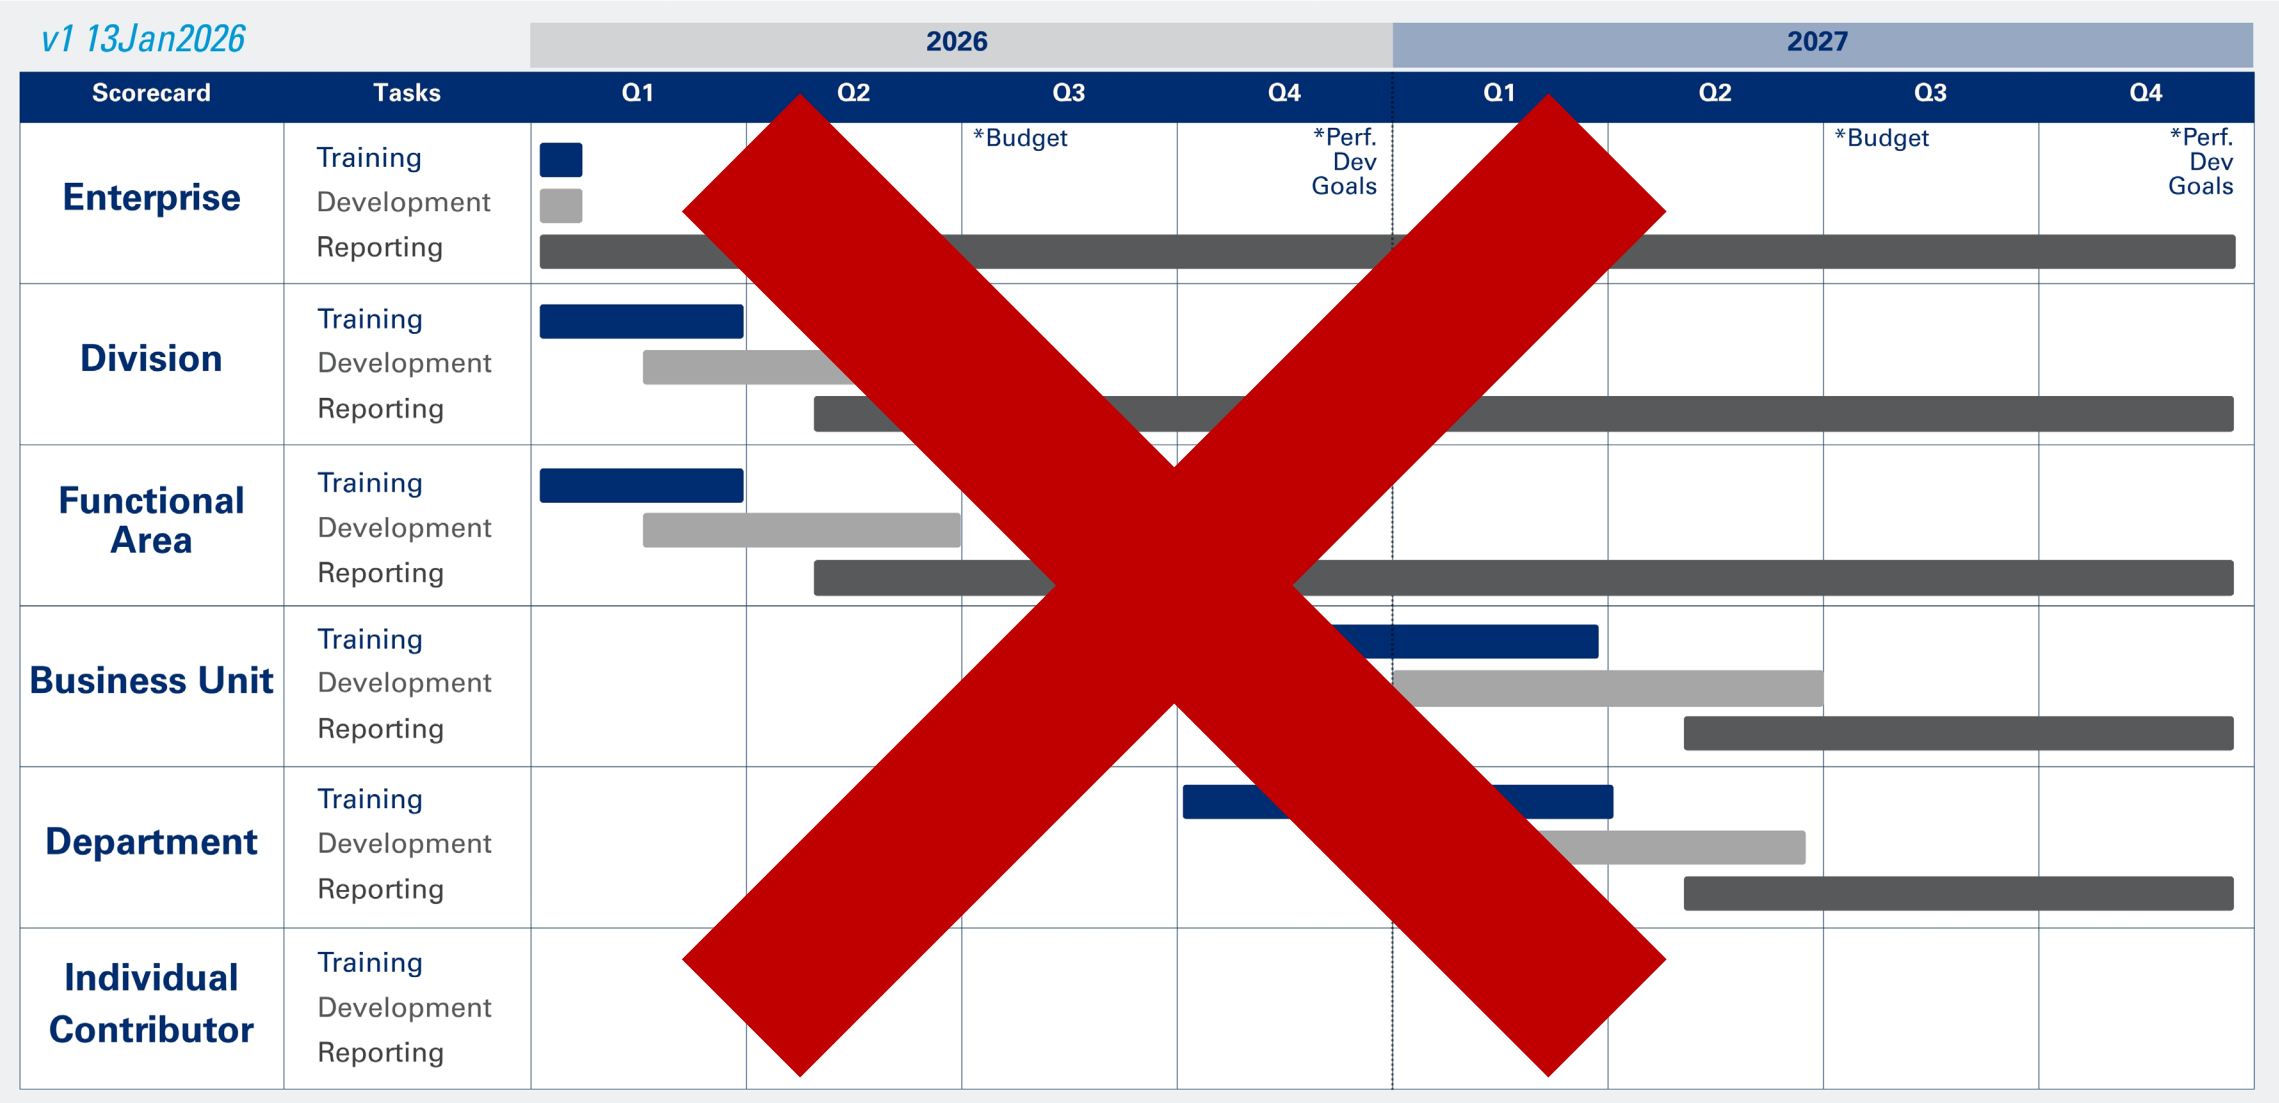 v1 13Jan2026
2026
2027
Scorecard
Tasks
Q1
Q2
Q3
Q4
Q1
Q2
Q3
Q4
*Budget
*Perf.
Dev
Goals
*Budget
*Perf.
Dev
Goals
Enterprise
Training
Development
Reporting
Division
Training
Development
Reporting
Functional
Area
Training
Development
Reporting
Business Unit
Training
Development
Reporting
Department
Training
Development
Reporting
Individual
Contributor
Training
Development
Reporting